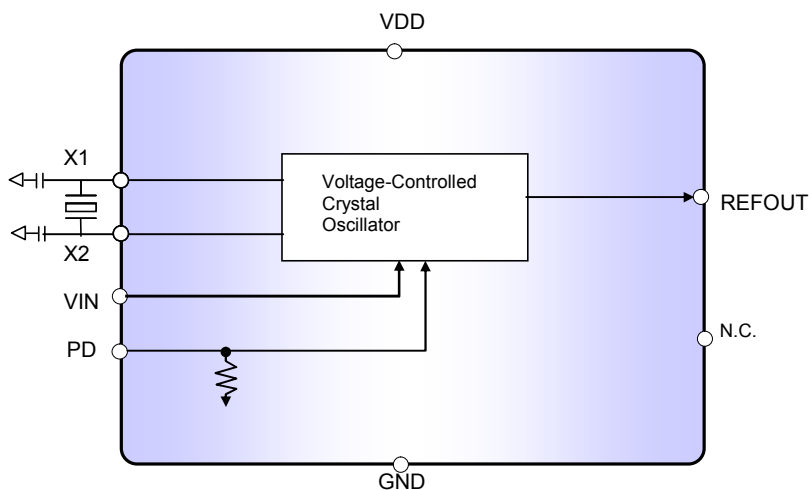 VDD
X1
Voltage-Controlled
Crystal
Oscillator
REFOUT
X2
VIN
N.C.
PD
GND